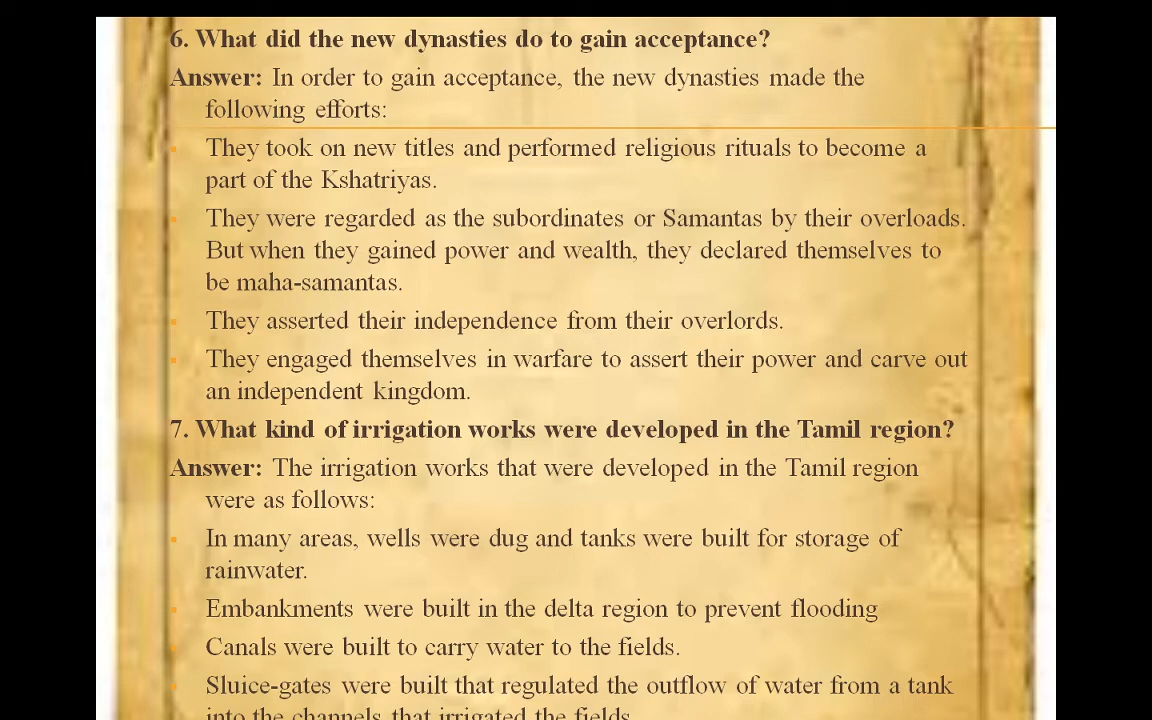 6. What did the new dynasties do to gain acceptance?
Answer: In order to gain acceptance, the new dynasties made the
following efforts:
▪ They took on new titles and performed religious rituals to become a
part of the Kshatriyas.
▪ They were regarded as the subordinates or Samantas by their overloads.
But when they gained power and wealth, they declared themselves to
be maha-samantas.
▪ They asserted their independence from their overlords.
▪ They engaged themselves in warfare to assert their power and carve out
an independent kingdom.
7. What kind of irrigation works were developed in the Tamil region?
Answer: The irrigation works that were developed in the Tamil region
were as follows:
▪ In many areas, wells were dug and tanks were built for storage of
rainwater.
▪ Embankments were built in the delta region to prevent flooding
▪ Canals were built to carry water to the fields.
▪ Sluice-gates were built that regulated the outflow of water from a tank
into the channels that irrigated the fields